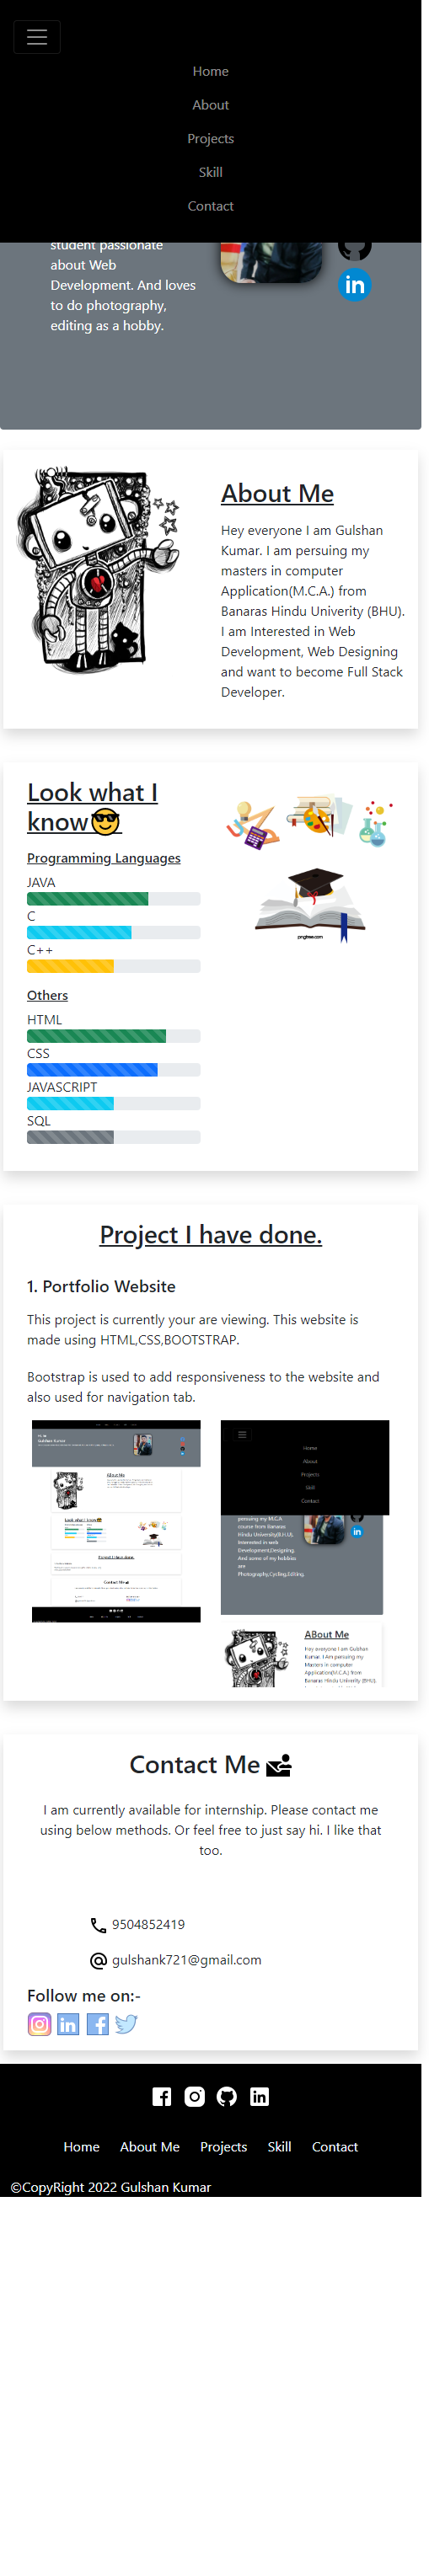 Home
About
Projects
Skill
Contact
student passionate
about Web
Development. And loves
to do photography,
editing as a hobby.
About Me
Hey everyone I am Gulshan
Kumar. I am persuing my
masters in computer
Application(M.C.A.) from
Banaras Hindu Univerity (BHU).
I am Interested in Web
Development, Web Designing
and want to become Full Stack
Developer.
Look what I
know😎
Programming Languages
JAVA
C
C++
Others
HTML
CSS
JAVASCRIPT
SQL
pngtree.com
Project I have done.
1. Portfolio Website
This project is currently your are viewing. This website is
made using HTML,CSS,BOOTSTRAP.
Bootstrap is used to add responsiveness to the website and
also used for navigation tab.
Home
About
Projects
Skill
Contact
persuing my M.C.A
course from Banaras
Hindu University(B.H.U).
Interested in web
Development,Designing.
And some of my hobbies
are
Photography,Cycling,Editing.
ABout Me
Hey everyone I am Gulshan
Kumar. I Am persuing my
Masters in computer
Application(M.C.A.) from
Banaras Hindu Univerity (BHU).
Contact Me
I am currently available for internship. Please contact me
using below methods. Or feel free to just say hi. I like that
too.
9504852419
gulshank721@gmail.com
Follow me on:-
Home About Me Projects Skill Contact
©CopyRight 2022 Gulshan Kumar